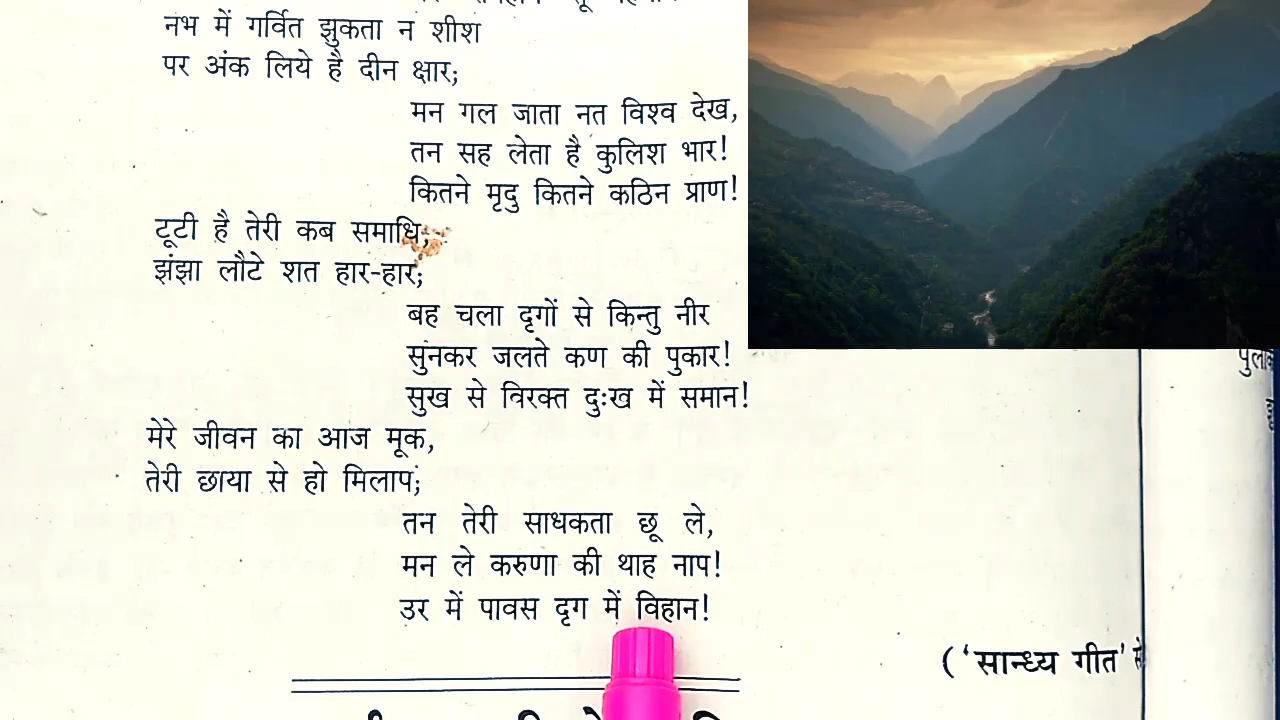 नभ में गर्वित झुकता न शीश
पर अंक लिये है दीन क्षार;
मन गल जाता नत विश्व देख,
तन सह लेता है कुलिश भार!
कितने मृदु कितने कठिन प्राण!
टूटी है तेरी कब समाधि;
झंझा लौटे शत हार-हार;
बह चला दृगों से किन्तु नीर
सुनकर जलते कण की पुकार!
सुख से विरक्त दुःख में समान!
मेरे जीवन का आज मूक,
तेरी छाया से हो मिलाप;
तन तेरी साधकता छू ले,
मन ले करुणा की थाह नाप!
उर में पावस दृग में विहान!
('सान्ध्य गीत' से